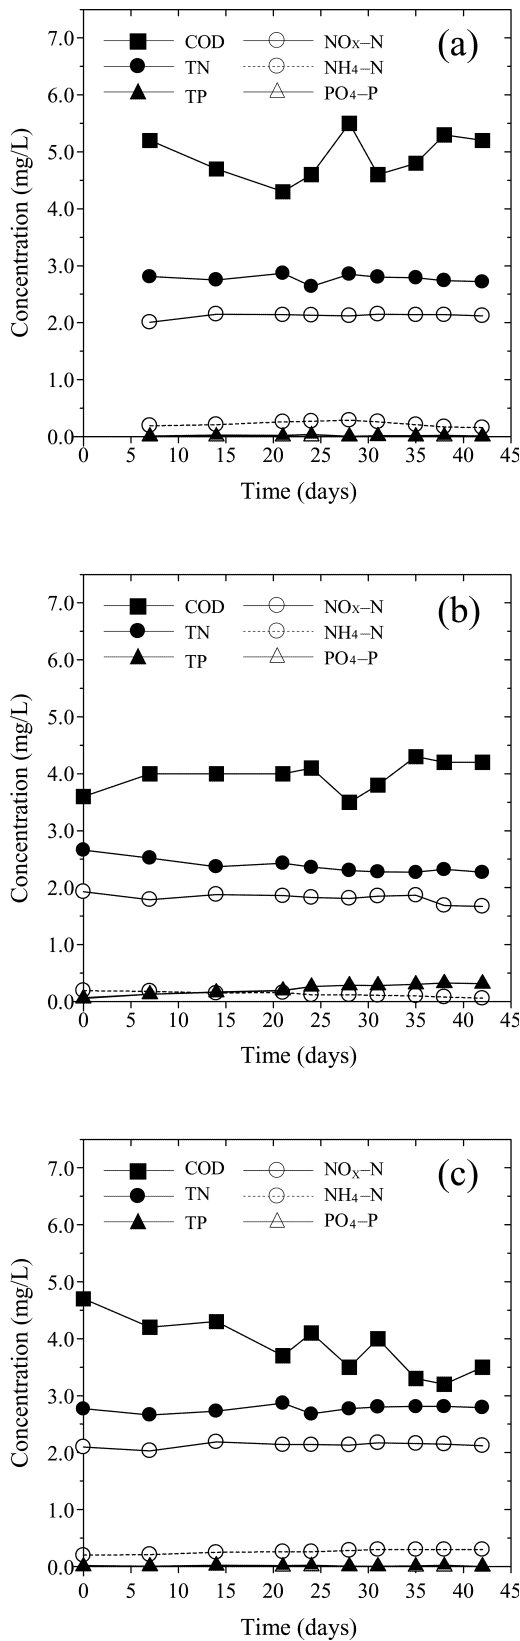 7.0
6.0
5.0
4.0
3.0
2.0
1.0
0.0
Concentration (mg/L)
COD
TN
TP
NOX–N
NH4–N
PO4–P
(a)
0 5 10 15 20 25 30 35 40 45
Time (days)
7.0
6.0
5.0
4.0
3.0
2.0
1.0
0.0
Concentration (mg/L)
COD
TN
TP
NOX–N
NH4–N
PO4–P
(b)
0 5 10 15 20 25 30 35 40 45
Time (days)
7.0
6.0
5.0
4.0
3.0
2.0
1.0
0.0
Concentration (mg/L)
COD
TN
TP
NOX–N
NH4–N
PO4–P
(c)
0 5 10 15 20 25 30 35 40 45
Time (days)